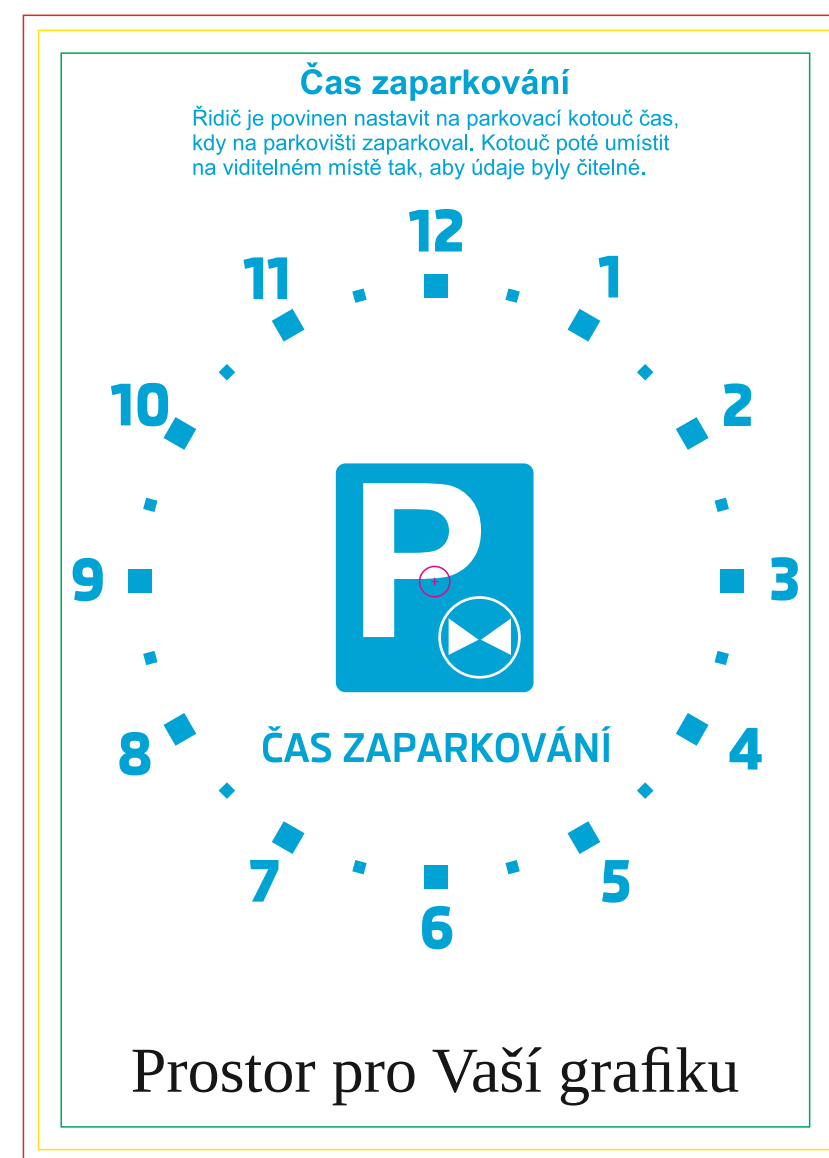 Čas zaparkování
Řidič je povinen nastavit na parkovací kotouč čas,
kdy na parkovišti zaparkoval. Kotouč poté umístit
na viditelném místě tak, aby údaje byly čitelné.
12
11
1
10
2
P
9
3
ČAS ZAPARKOVÁNÍ
8
4
7
5
6
Prostor pro Vaší grafiku